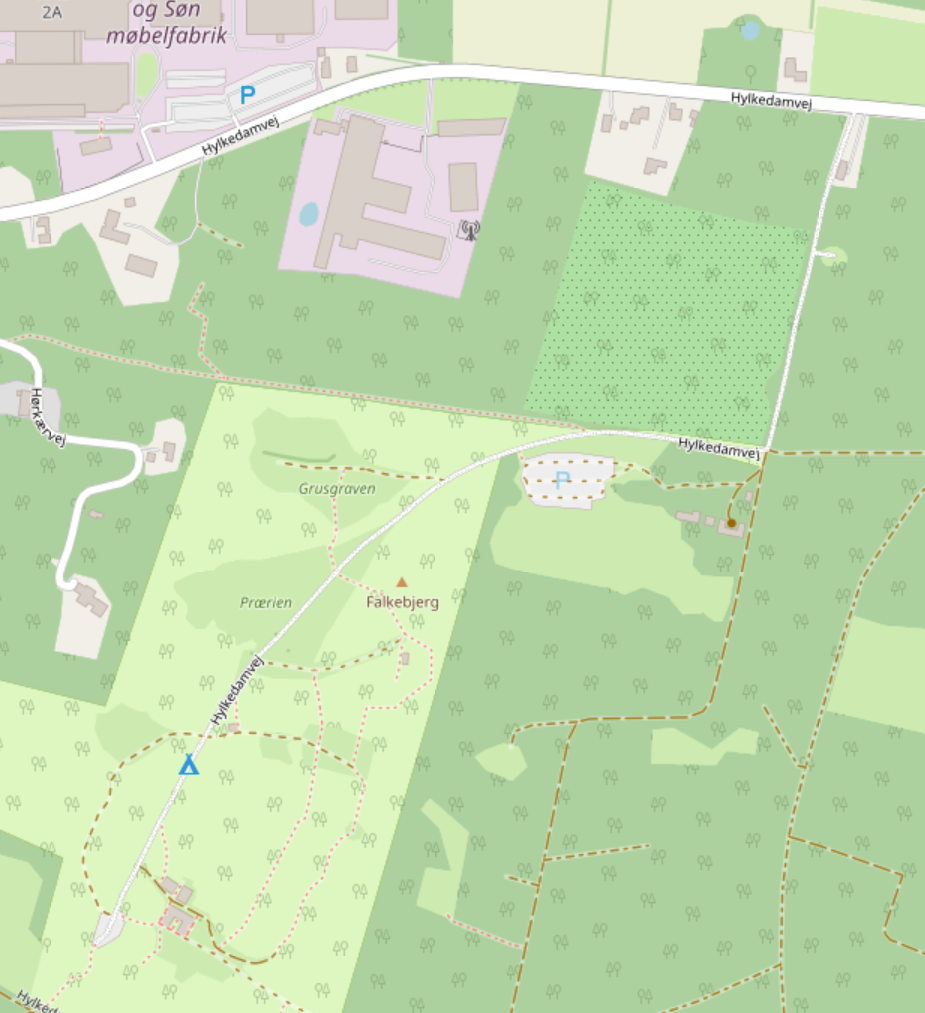 2A
og Søn
møbelfabrik
P
Hylkedamvej
Hylkedamvej
Hørkærvej
Hylkedamvej
P
Grusgraven
Prærien
Falkebjerg
Hylkedamvej
Hylked